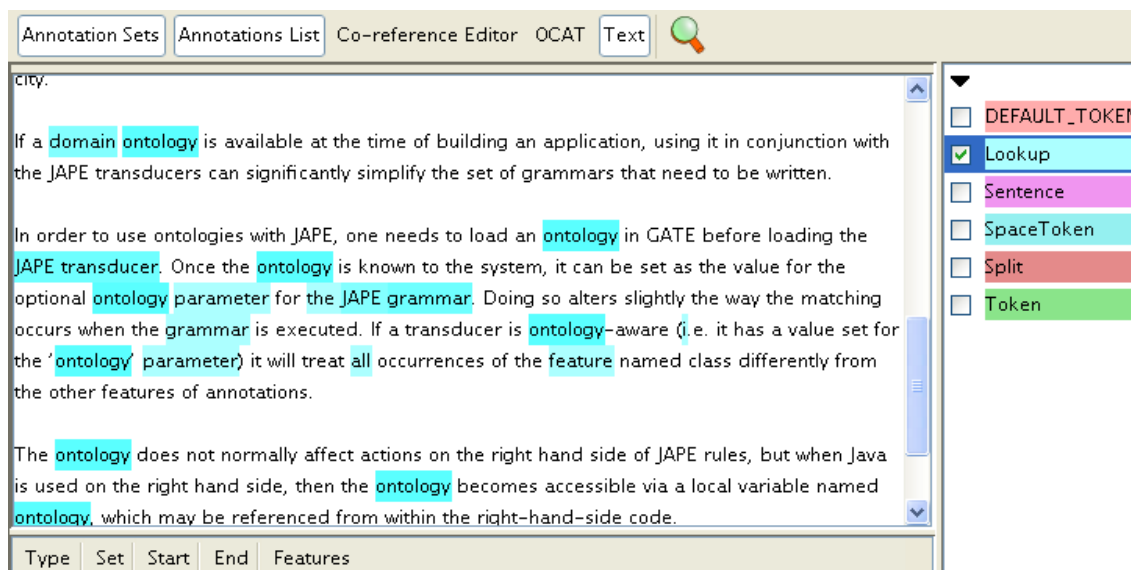 Annotation Sets Annotations List Co-reference Editor OCAT Text
city.
If a domain ontology is available at the time of building an application, using it in conjunction with
the JAPE transducers can significantly simplify the set of grammars that need to be written.
In order to use ontologies with JAPE, one needs to load an ontology in GATE before loading the
JAPE transducer. Once the ontology is known to the system, it can be set as the value for the
optional ontology parameter for the JAPE grammar. Doing so alters slightly the way the matching
occurs when the grammar is executed. If a transducer is ontology-aware (i.e. it has a value set for
the 'ontology' parameter) it will treat all occurrences of the feature named class differently from
the other features of annotations.
The ontology does not normally affect actions on the right hand side of JAPE rules, but when Java
is used on the right hand side, then the ontology becomes accessible via a local variable named
ontology, which may be referenced from within the right-hand-side code.
Type Set Start End Features
DEFAULT_TOKEN
Lookup
Sentence
SpaceToken
Split
Token